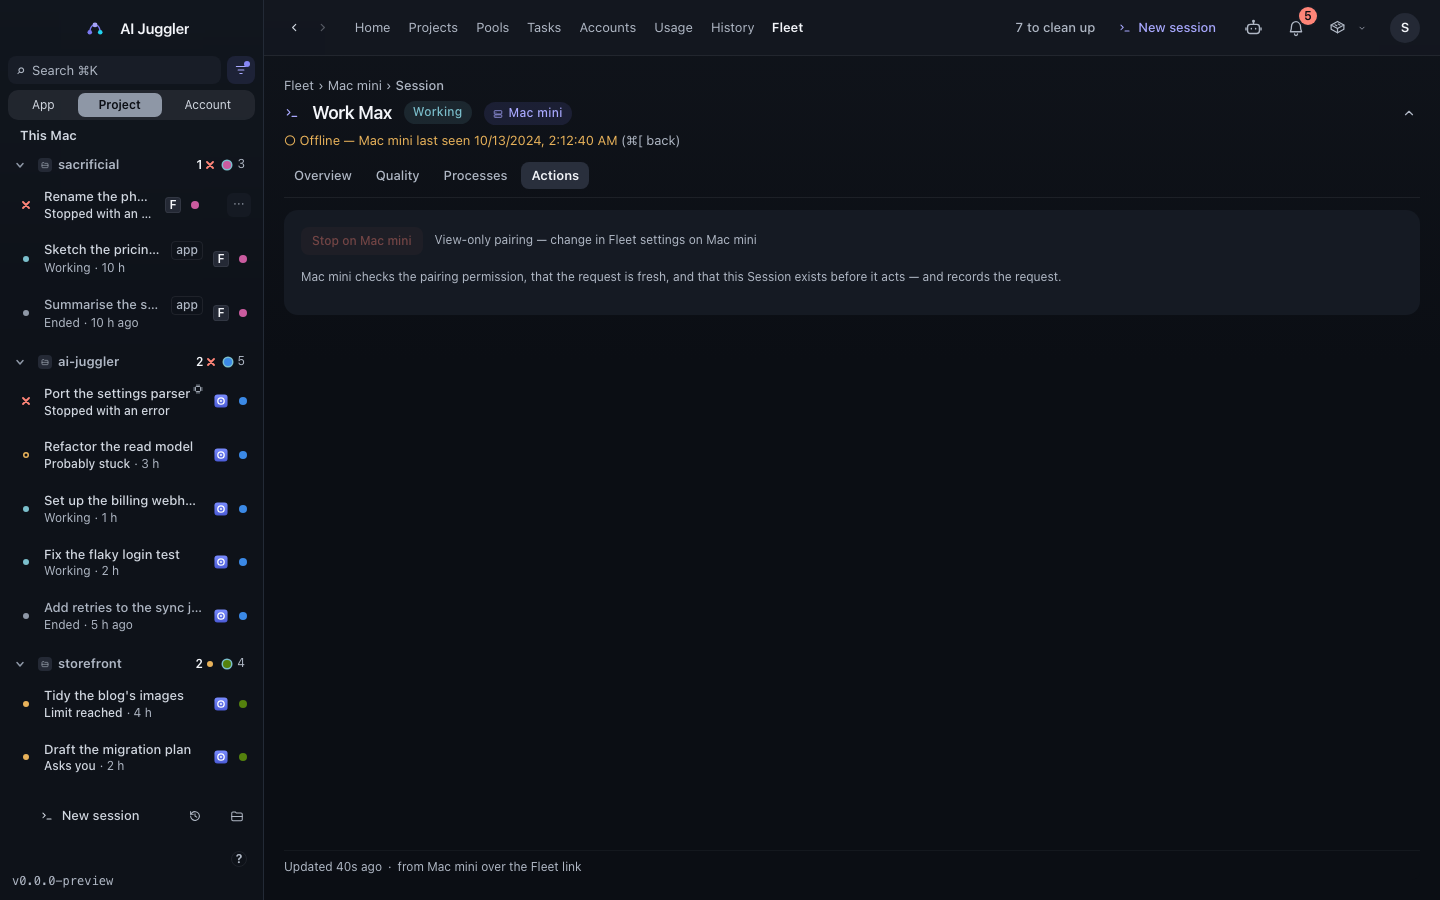 AI Juggler
Search ⌘K
App Project Account
This Mac
sacrificial 1 3
Rename the ph... F
Stopped with an ...
Sketch the pricin... app F
Working · 10 h
Summarise the s... app F
Ended · 10 h ago
ai-juggler 2 5
Port the settings parser
Stopped with an error
Refactor the read model
Probably stuck · 3 h
Set up the billing webh...
Working · 1 h
Fix the flaky login test
Working · 2 h
Add retries to the sync j...
Ended · 5 h ago
storefront 2 4
Tidy the blog's images
Limit reached · 4 h
Draft the migration plan
Asks you · 2 h
New session
?
v0.0.0-preview
Home Projects Pools Tasks Accounts Usage History Fleet
7 to clean up New session 5 S
Fleet › Mac mini › Session
Work Max Working Mac mini
Offline — Mac mini last seen 10/13/2024, 2:12:40 AM (⌘[ back)
Overview Quality Processes Actions
Stop on Mac mini View-only pairing — change in Fleet settings on Mac mini
Mac mini checks the pairing permission, that the request is fresh, and that this Session exists before it acts — and records the request.
Updated 40s ago · from Mac mini over the Fleet link